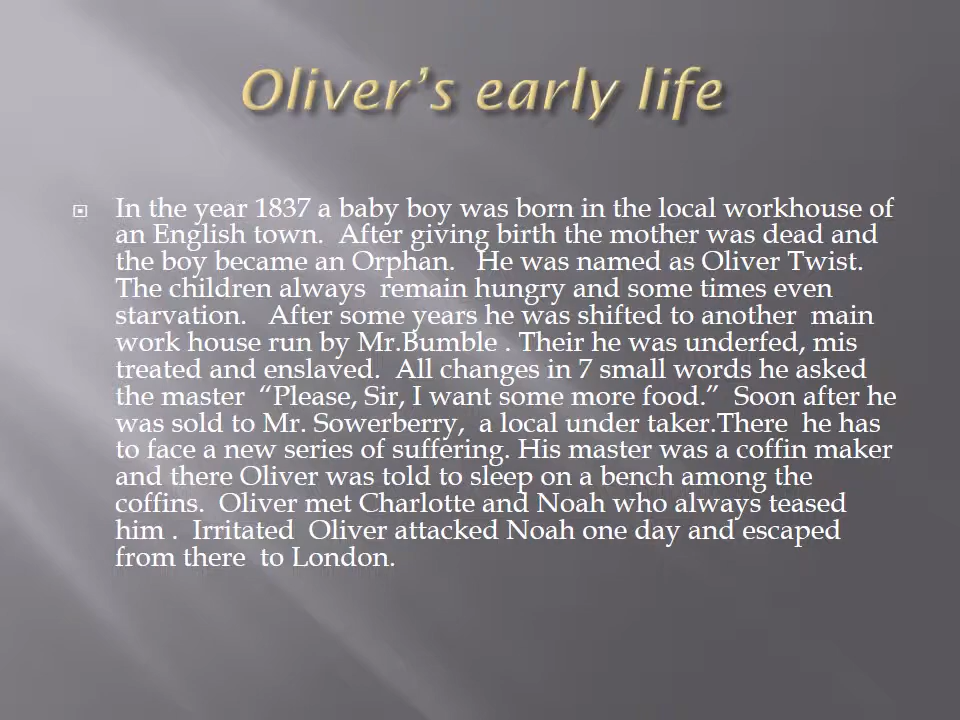 Oliver’s early life
In the year 1837 a baby boy was born in the local workhouse of
an English town.  After giving birth the mother was dead and
the boy became an Orphan.   He was named as Oliver Twist.
The children always  remain hungry and some times even
starvation.   After some years he was shifted to another  main
work house run by Mr.Bumble . Their he was underfed, mis
treated and enslaved.  All changes in 7 small words he asked
the master  “Please, Sir, I want some more food.”  Soon after he
was sold to Mr. Sowerberry,  a local under taker.There  he has
to face a new series of suffering. His master was a coffin maker
and there Oliver was told to sleep on a bench among the
coffins.  Oliver met Charlotte and Noah who always teased
him .  Irritated  Oliver attacked Noah one day and escaped
from there  to London.